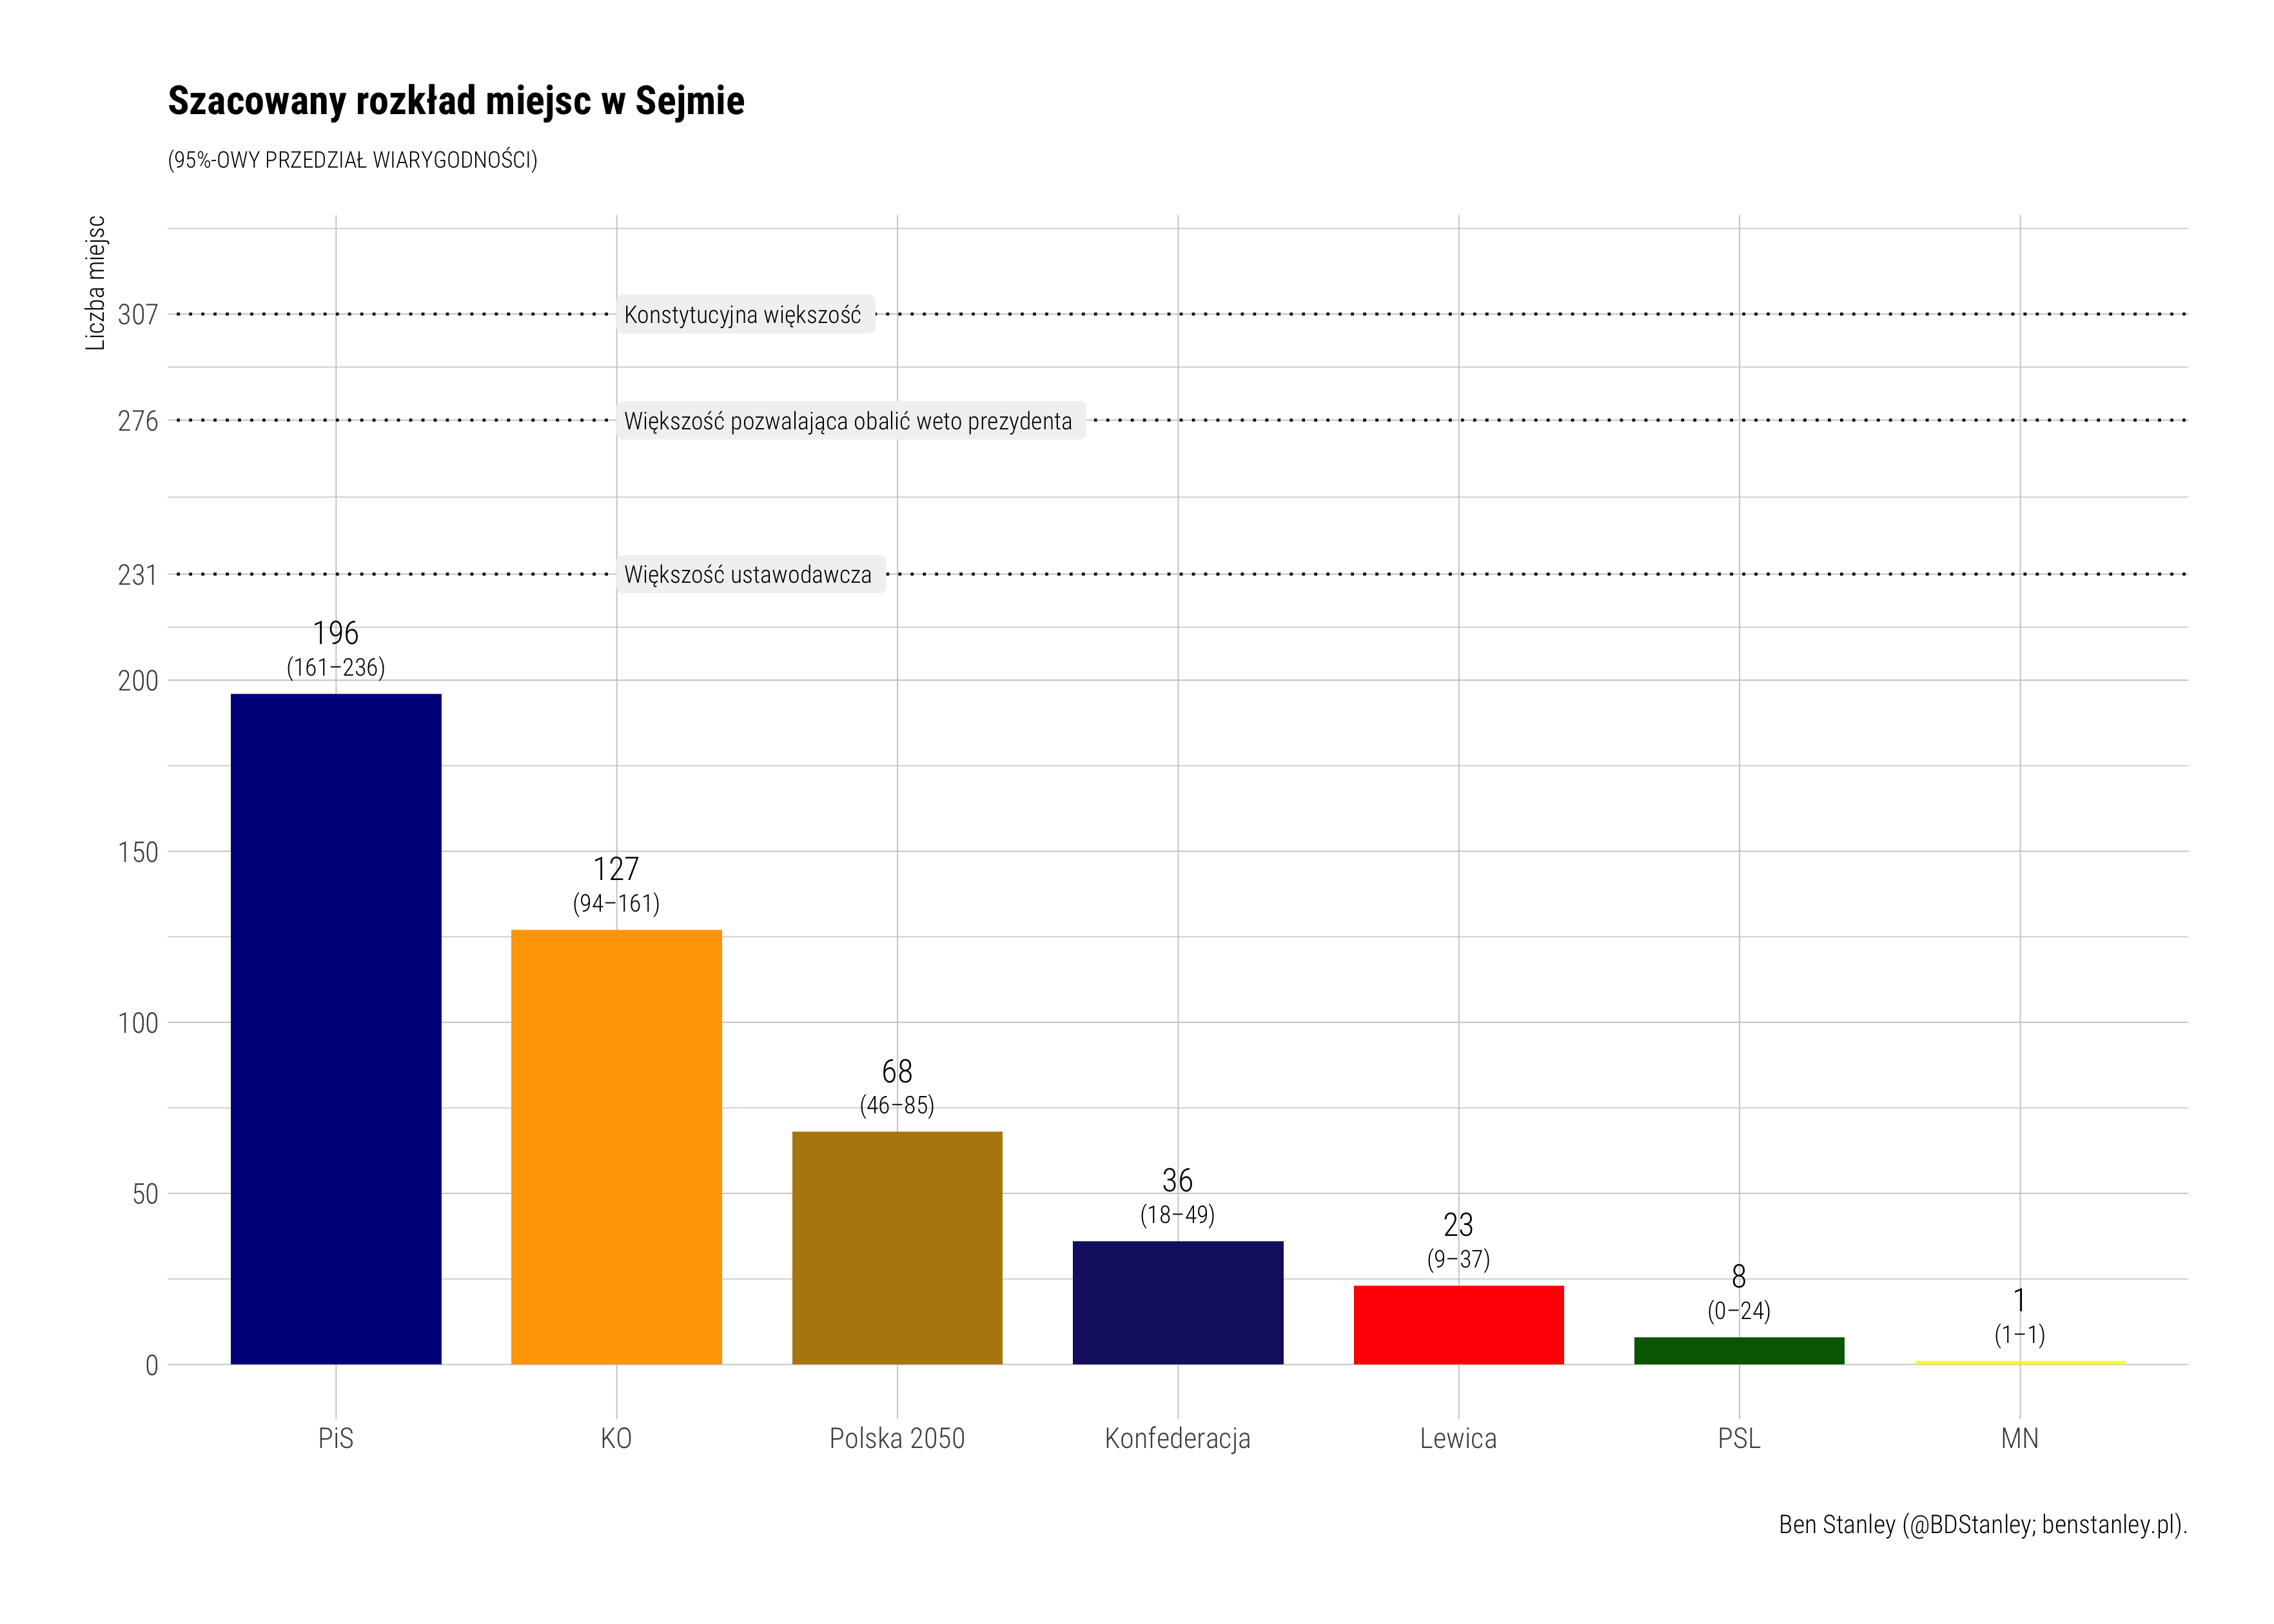 Szacowany rozkład miejsc w Sejmie
(95%-OWY PRZEDZIAŁ WIARYGODNOŚCI)
Liczba miejsc
307
Konstytucyjna większość
276
Większość pozwalająca obalić weto prezydenta
231
Większość ustawodawcza
196
(161–236)
200
150
127
(94–161)
100
68
(46–85)
50
36
(18–49)
23
(9–37)
8
(0–24)
1
(1–1)
0
PiS
KO
Polska 2050
Konfederacja
Lewica
PSL
MN
Ben Stanley (@BDStanley; benstanley.pl).